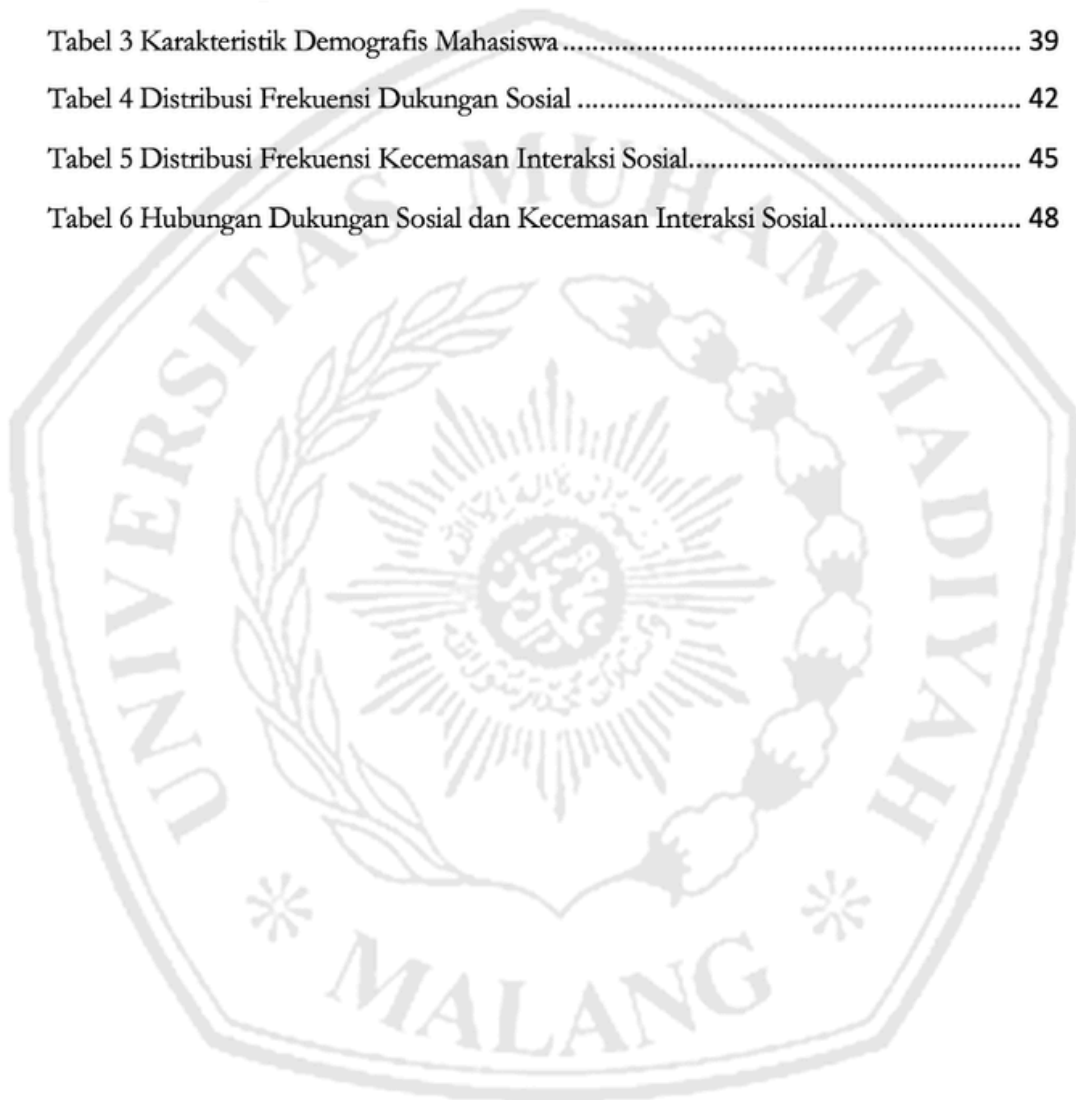 Tabel 3 Karakteristik Demografis Mahasiswa ................................................................ 39
Tabel 4 Distribusi Frekuensi Dukungan Sosial .............................................................. 42
Tabel 5 Distribusi Frekuensi Kecemasan Interaksi Sosial.............................................. 45
Tabel 6 Hubungan Dukungan Sosial dan Kecemasan Interaksi Sosial.......................... 48
UNIVERSITAS MUHAMMADIYAH
* MALANG *